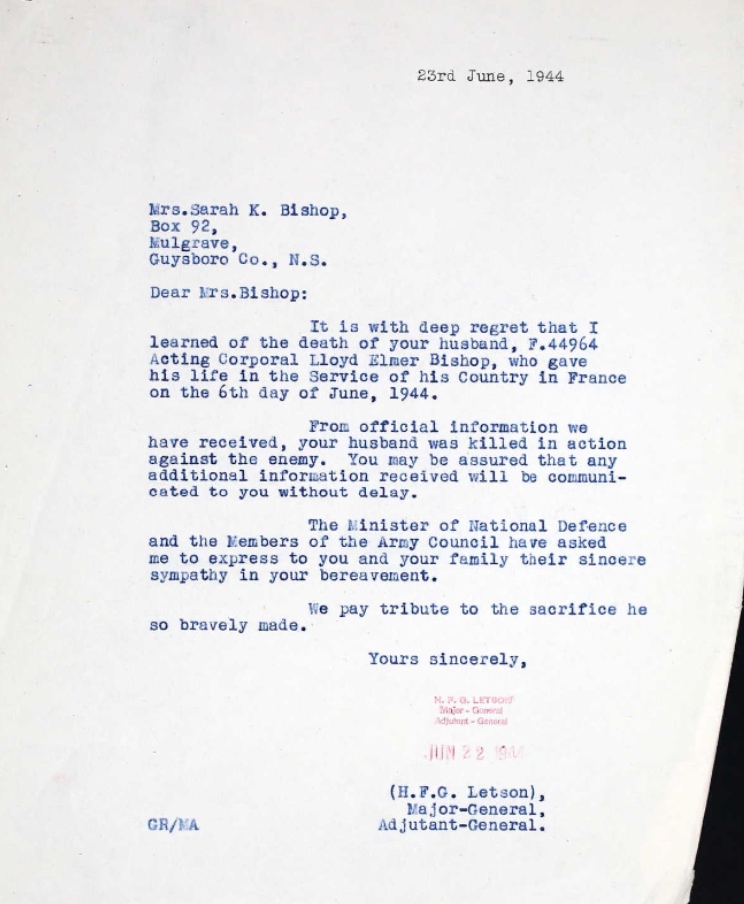 23rd June, 1944
Mrs.Sarah K. Bishop,
Box 92,
Mulgrave,
Guysboro Co., N.S.
Dear Mrs.Bishop:
It is with deep regret that I
learned of the death of your husband, F.44964
Acting Corporal Lloyd Elmer Bishop, who gave
his life in the Service of his Country in France
on the 6th day of June, 1944.
From official information we
have received, your husband was killed in action
against the enemy. You may be assured that any
additional information received will be communi-
cated to you without delay.
The Minister of National Defence
and the Members of the Army Council have asked
me to express to you and your family their sincere
sympathy in your bereavement.
We pay tribute to the sacrifice he
so bravely made.
Yours sincerely,
H. F. G. LETSON
Major - General
Adjutant - General
JUN 22 1944
(H.F.G. Letson),
Major-General,
GR/MA Adjutant-General.